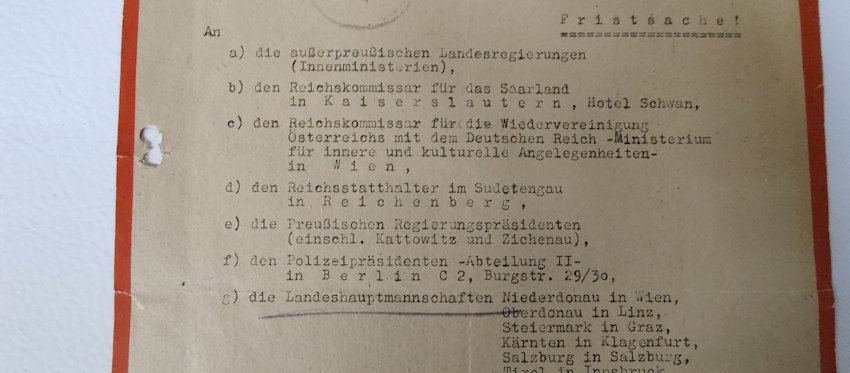 Fristsache!
An
a) die außerpreußischen Landesregierungen
(Innenministerien),
b) den Reichskommissar für das Saarland
in Kaiserslautern, Hotel Schwan,
c) den Reichskommissar für die Wiedervereinigung
Österreichs mit dem Deutschen Reich -Ministerium
für innere und kulturelle Angelegenheiten-
in Wien,
d) den Reichsstatthalter im Sudetengau
in Reichenberg,
e) die Preußischen Regierungspräsidenten
(einschl. Kattowitz und Zichenau),
f) den Polizeipräsidenten -Abteilung II-
in Berlin C 2, Burgstr. 29/30,
g) die Landeshauptmannschaften Niederdonau in Wien,
Oberdonau in Linz,
Steiermark in Graz,
Kärnten in Klagenfurt,
Salzburg in Salzburg,
Tirol in Innsbruck